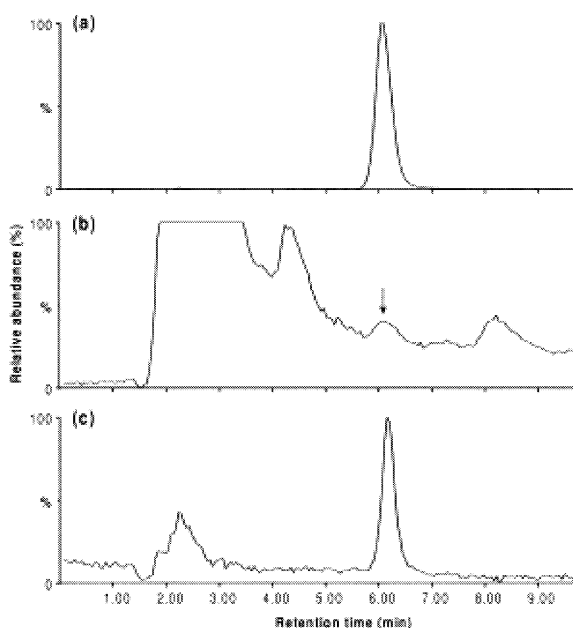 100
(a)
%
0
100
(b)
%
0
100
(c)
%
0
Relative abundance (%)
1.00 2.00 3.00 4.00 5.00 6.00 7.00 8.00 9.00
Retention time (min)